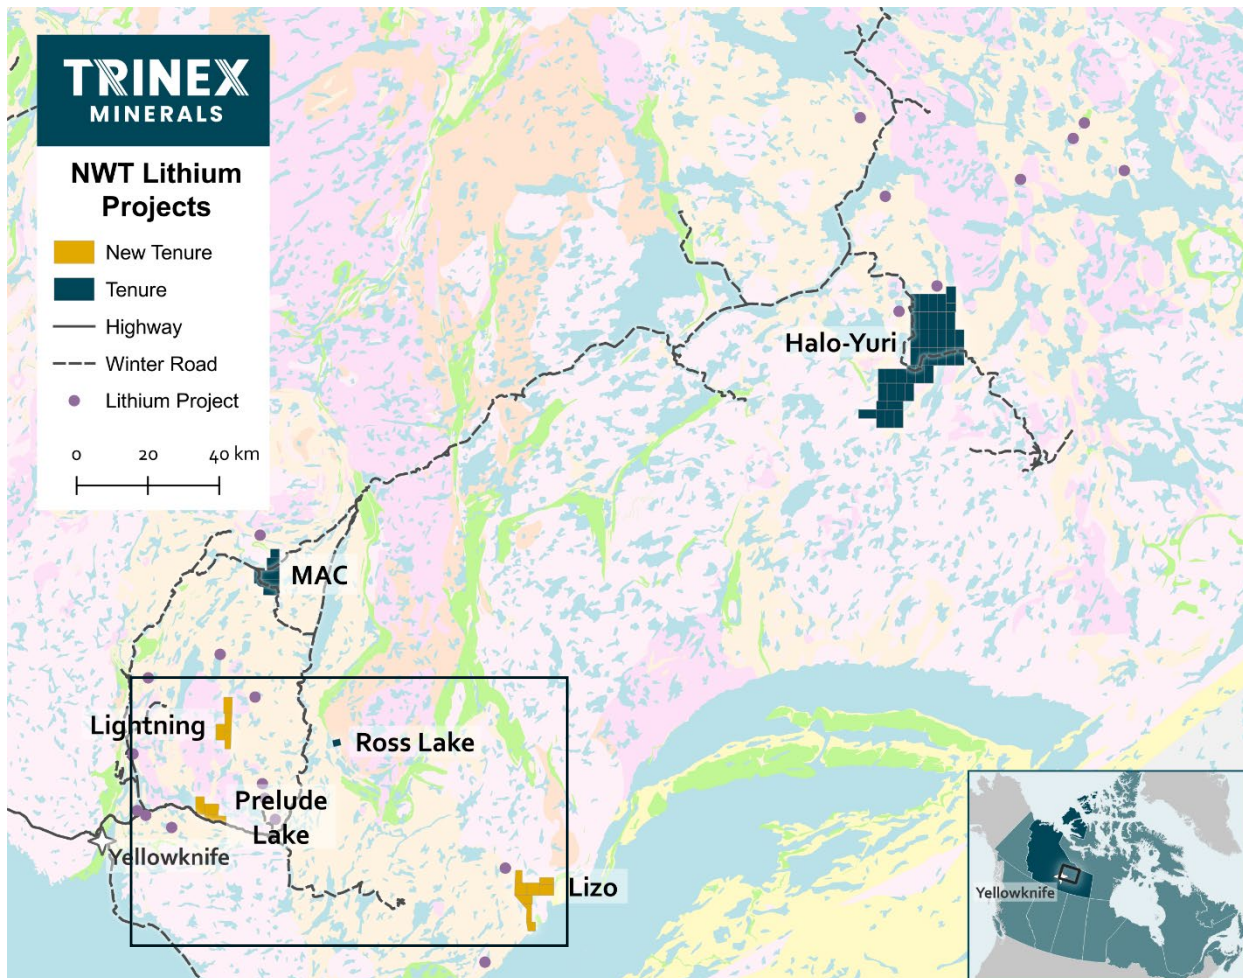 TRINEX
MINERALS
NWT Lithium
Projects
New Tenure
Tenure
Highway
Winter Road
Lithium Project
0 20 40 km
Halo-Yuri
MAC
Lightning
Ross Lake
Prelude
Lake
Yellowknife
Lizo
Yellowknife